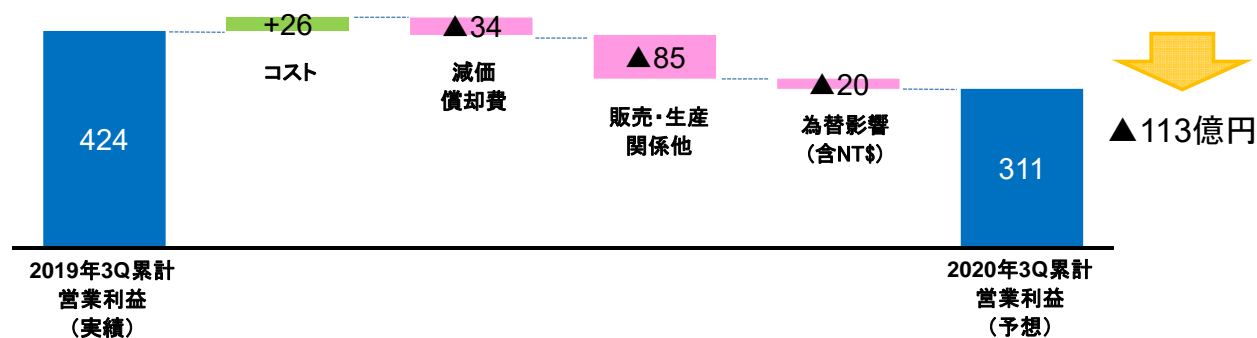 +26
▲34
▲85
▲20
424
311
コスト
減価
償却費
販売・生産
関係他
為替影響
(含NT$)
▲113億円
2019年3Q累計
営業利益
(実績)
2020年3Q累計
営業利益
(予想)